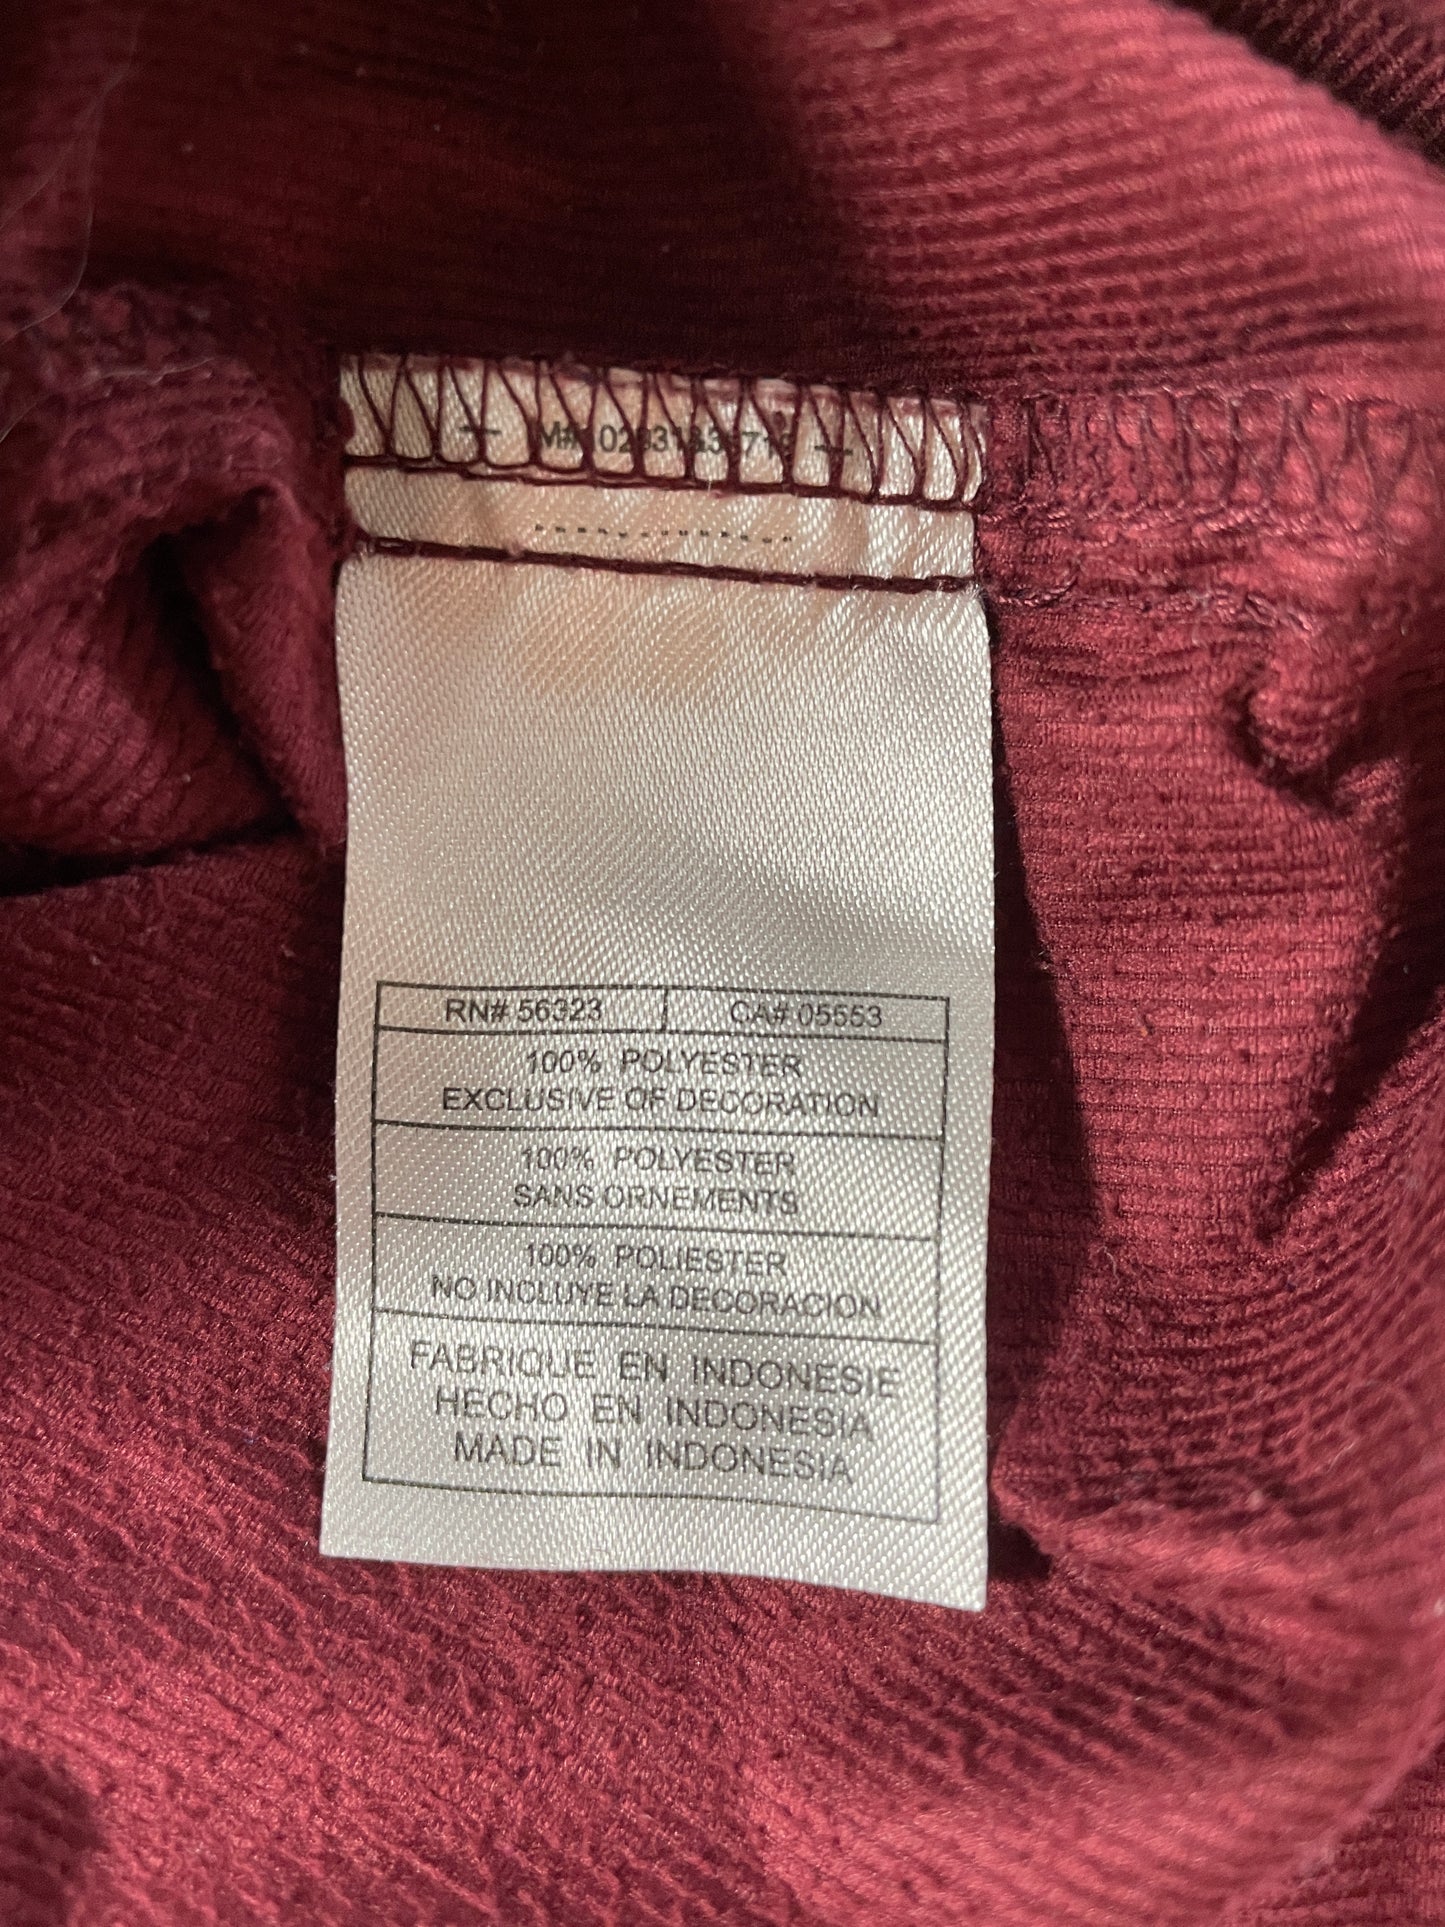 RN# 56323 CA# 05553
100% POLYESTER
EXCLUSIVE OF DECORATION
100% POLYESTER
SANS ORNEMENTS
100% POLIESTER
NO INCLUYE LA DECORACION
FABRIQUE EN INDONESIE
HECHO EN INDONESIA
MADE IN INDONESIA